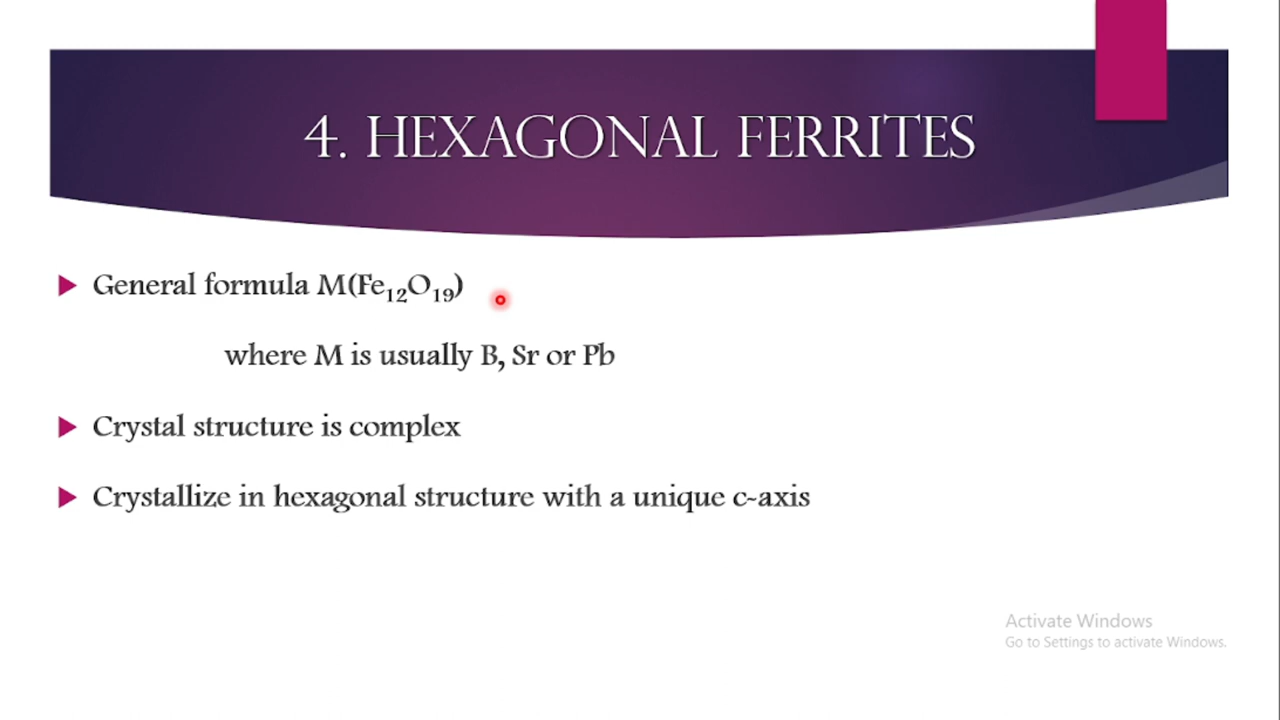 4. HEXAGONAL FERRITES
General formula M(Fe₁₂O₁₉)
where M is usually B, Sr or Pb
Crystal structure is complex
Crystallize in hexagonal structure with a unique c-axis
Activate Windows
Go to Settings to activate Windows.